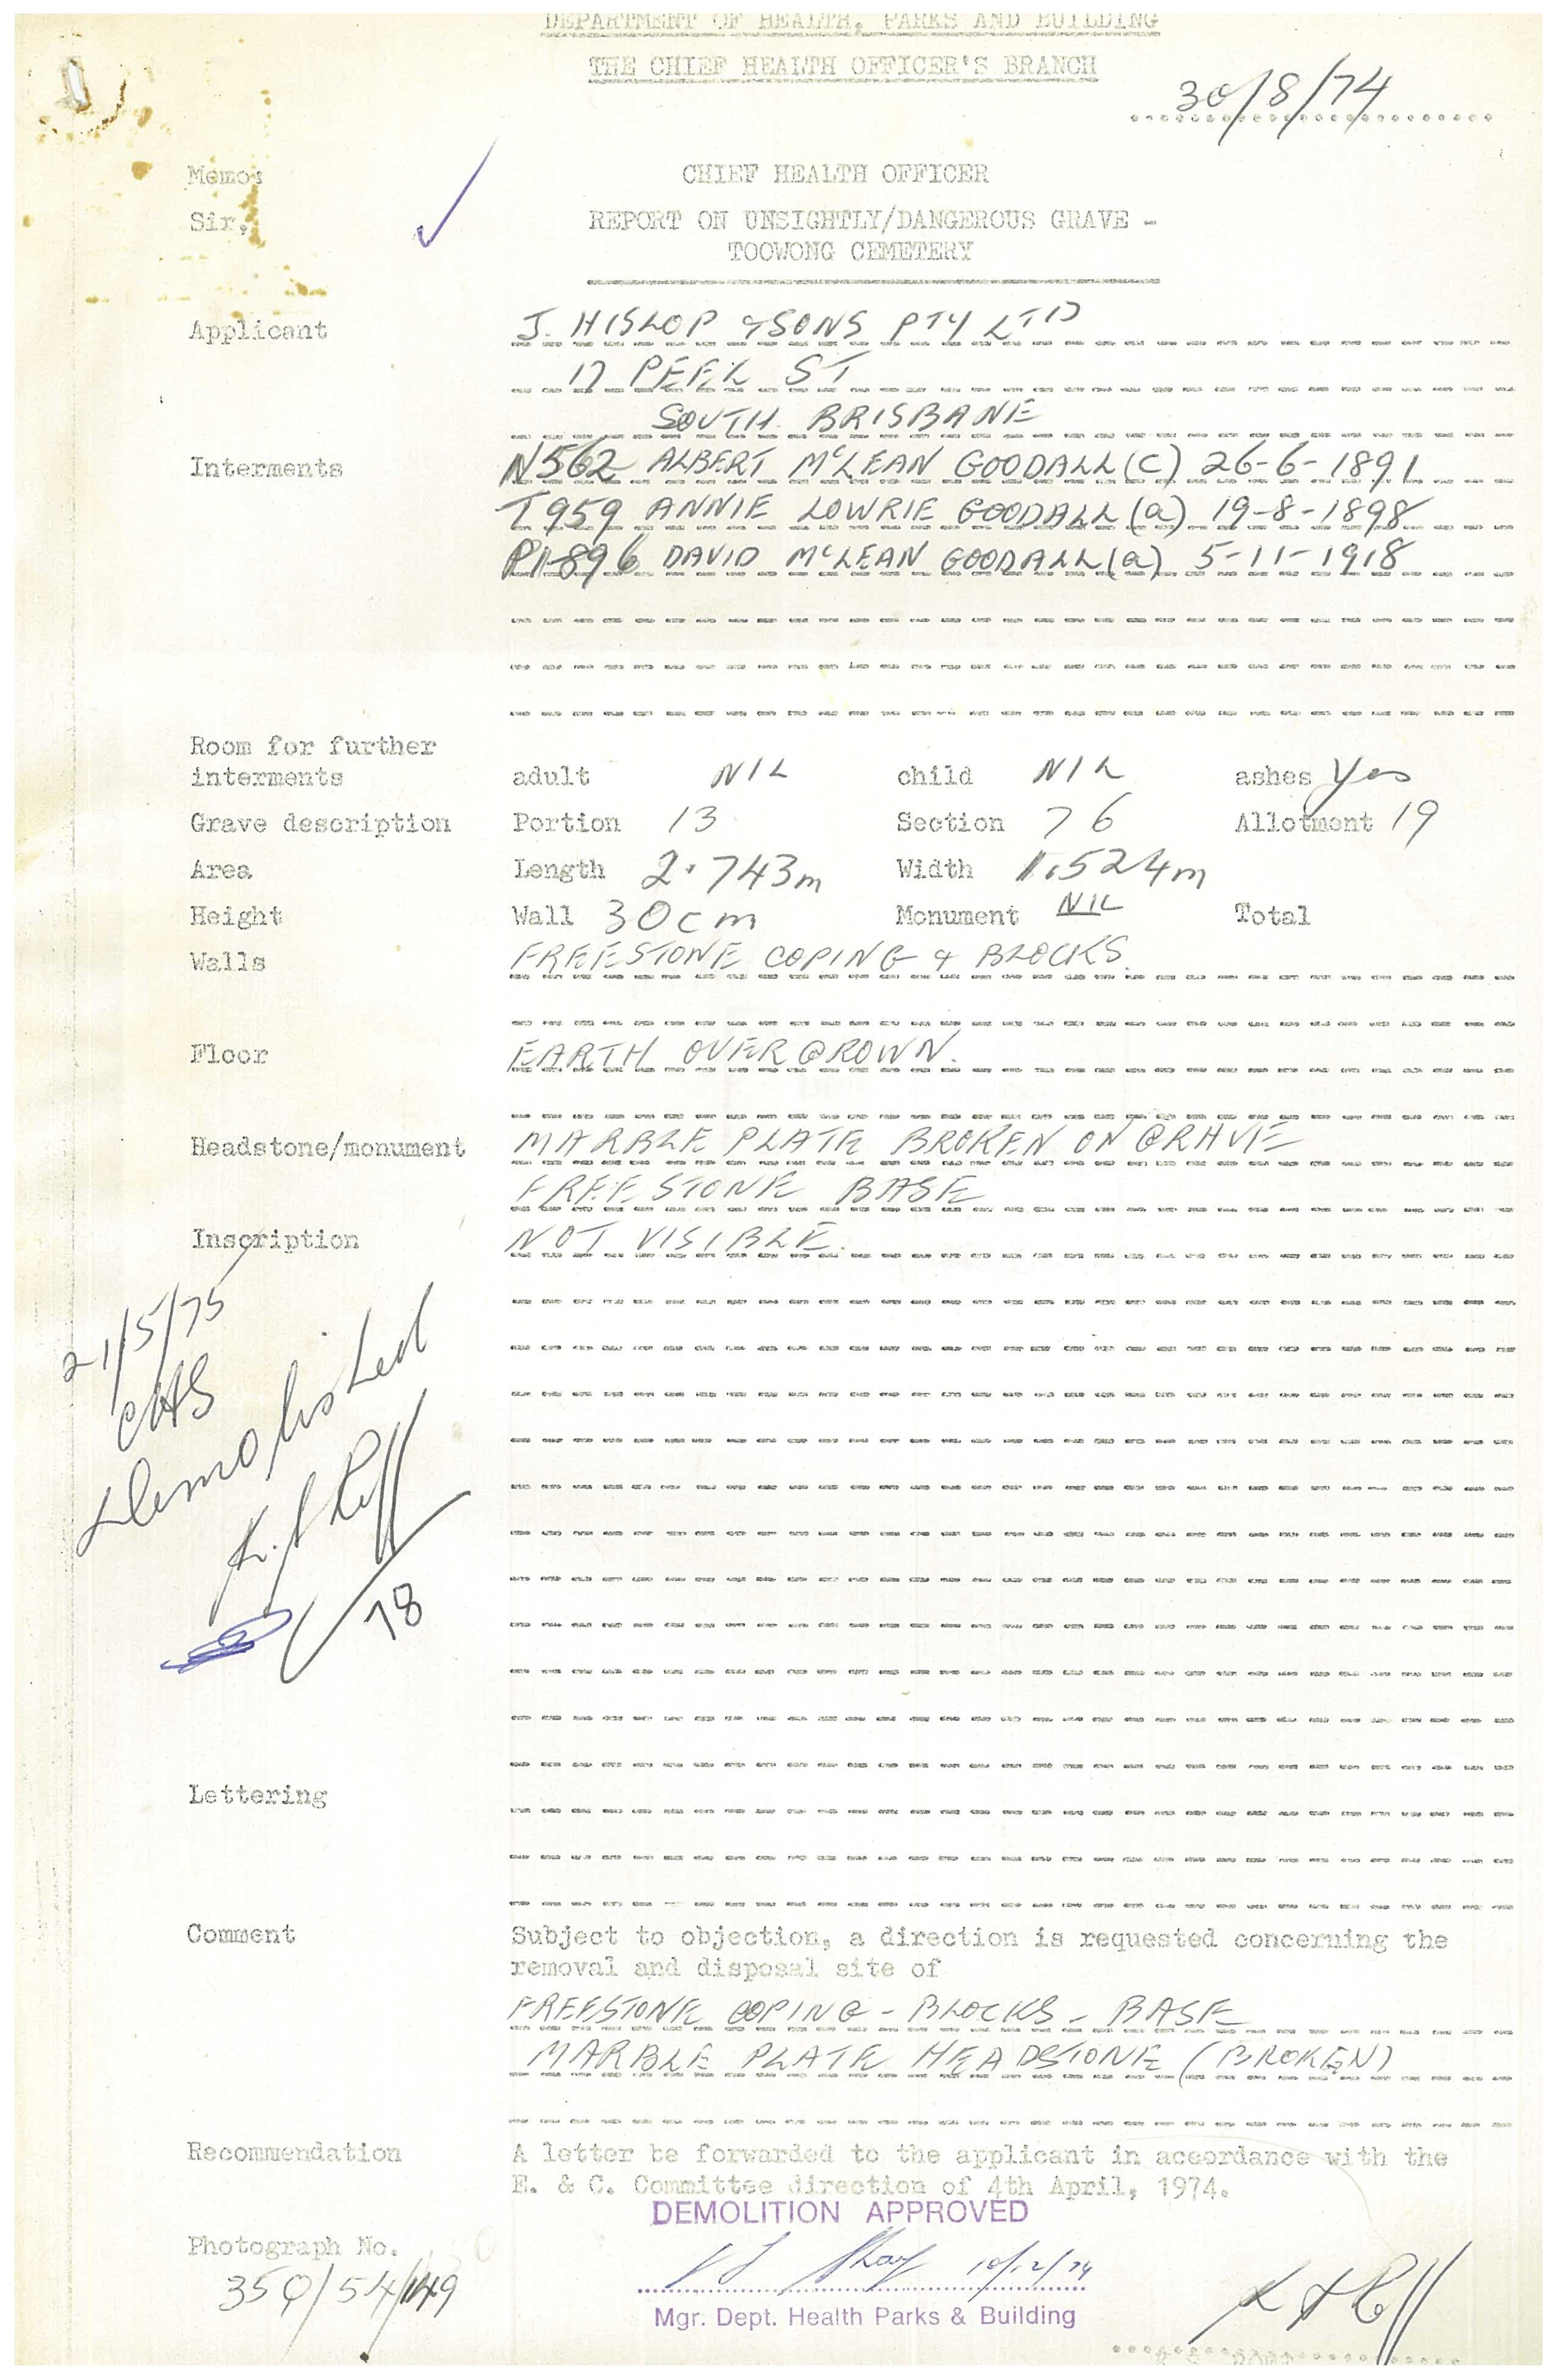 DEPARTMENT OF HEALTH, PARKS AND BUILDING
THE CHIEF HEALTH OFFICER'S BRANCH
30/8/74
Memo:
CHIEF HEALTH OFFICER
Sir,
REPORT ON UNSIGHTLY/DANGEROUS GRAVE -
TOOWONG CEMETERY
Applicant J. HISLOP & SONS PTY LTD
17 PEEL ST
SOUTH BRISBANE
Interments N562 ALBERT McLEAN GOODALL (C) 26-6-1891
T959 ANNIE LOWRIE GOODALL (a) 19-8-1898
P1-896 DAVID McLEAN GOODALL (a) 5-11-1918
Room for further
interments adult NIL child NIL ashes Yes
Grave description Portion 13 Section 76 Allotment 19
Area Length 2.743m Width 1.524m
Height Wall 30cm Monument NIL Total
Walls FREESTONE COPING & BLOCKS.
Floor EARTH OVERGROWN.
Headstone/monument MARBLE PLATE BROKEN ON GRAVE
FREESTONE BASE
Inscription NOT VISIBLE.
21/5/75
CHS
Demolished
78
Lettering
Comment Subject to objection, a direction is requested concerning the
removal and disposal site of
FREESTONE COPING - BLOCKS - BASE
MARBLE PLATE HEADSTONE (BROKEN)
Recommendation A letter be forwarded to the applicant in accordance with the
E. & C. Committee direction of 4th April, 1974.
DEMOLITION APPROVED
Photograph No.
10/12/74
Mgr. Dept. Health Parks & Building